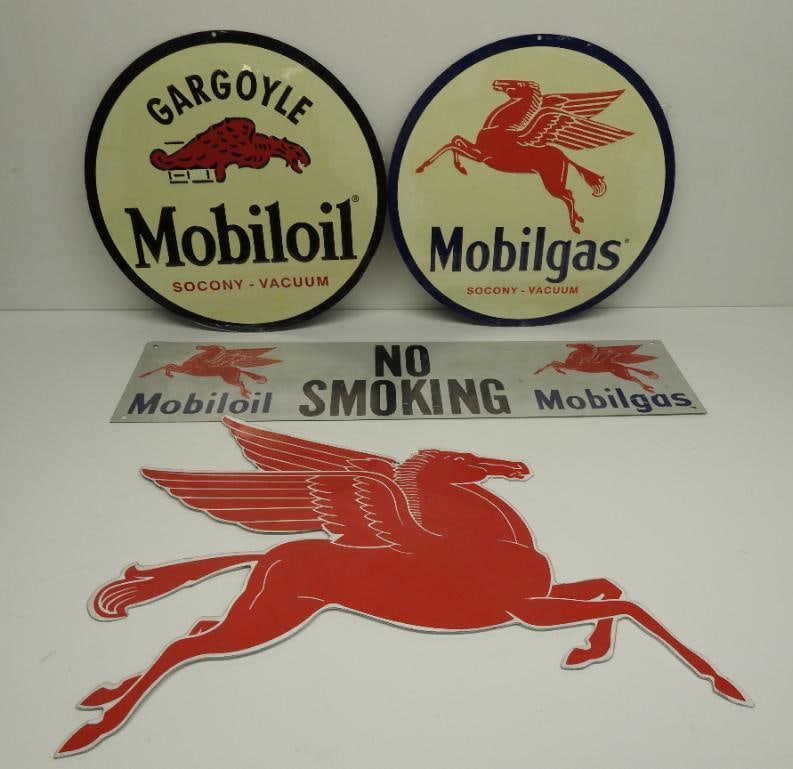 GARGOYLE
Mobiloil®
SOCONY - VACUUM
Mobilgas
SOCONY - VACUUM
NO
SMOKING
Mobiloil
Mobilgas